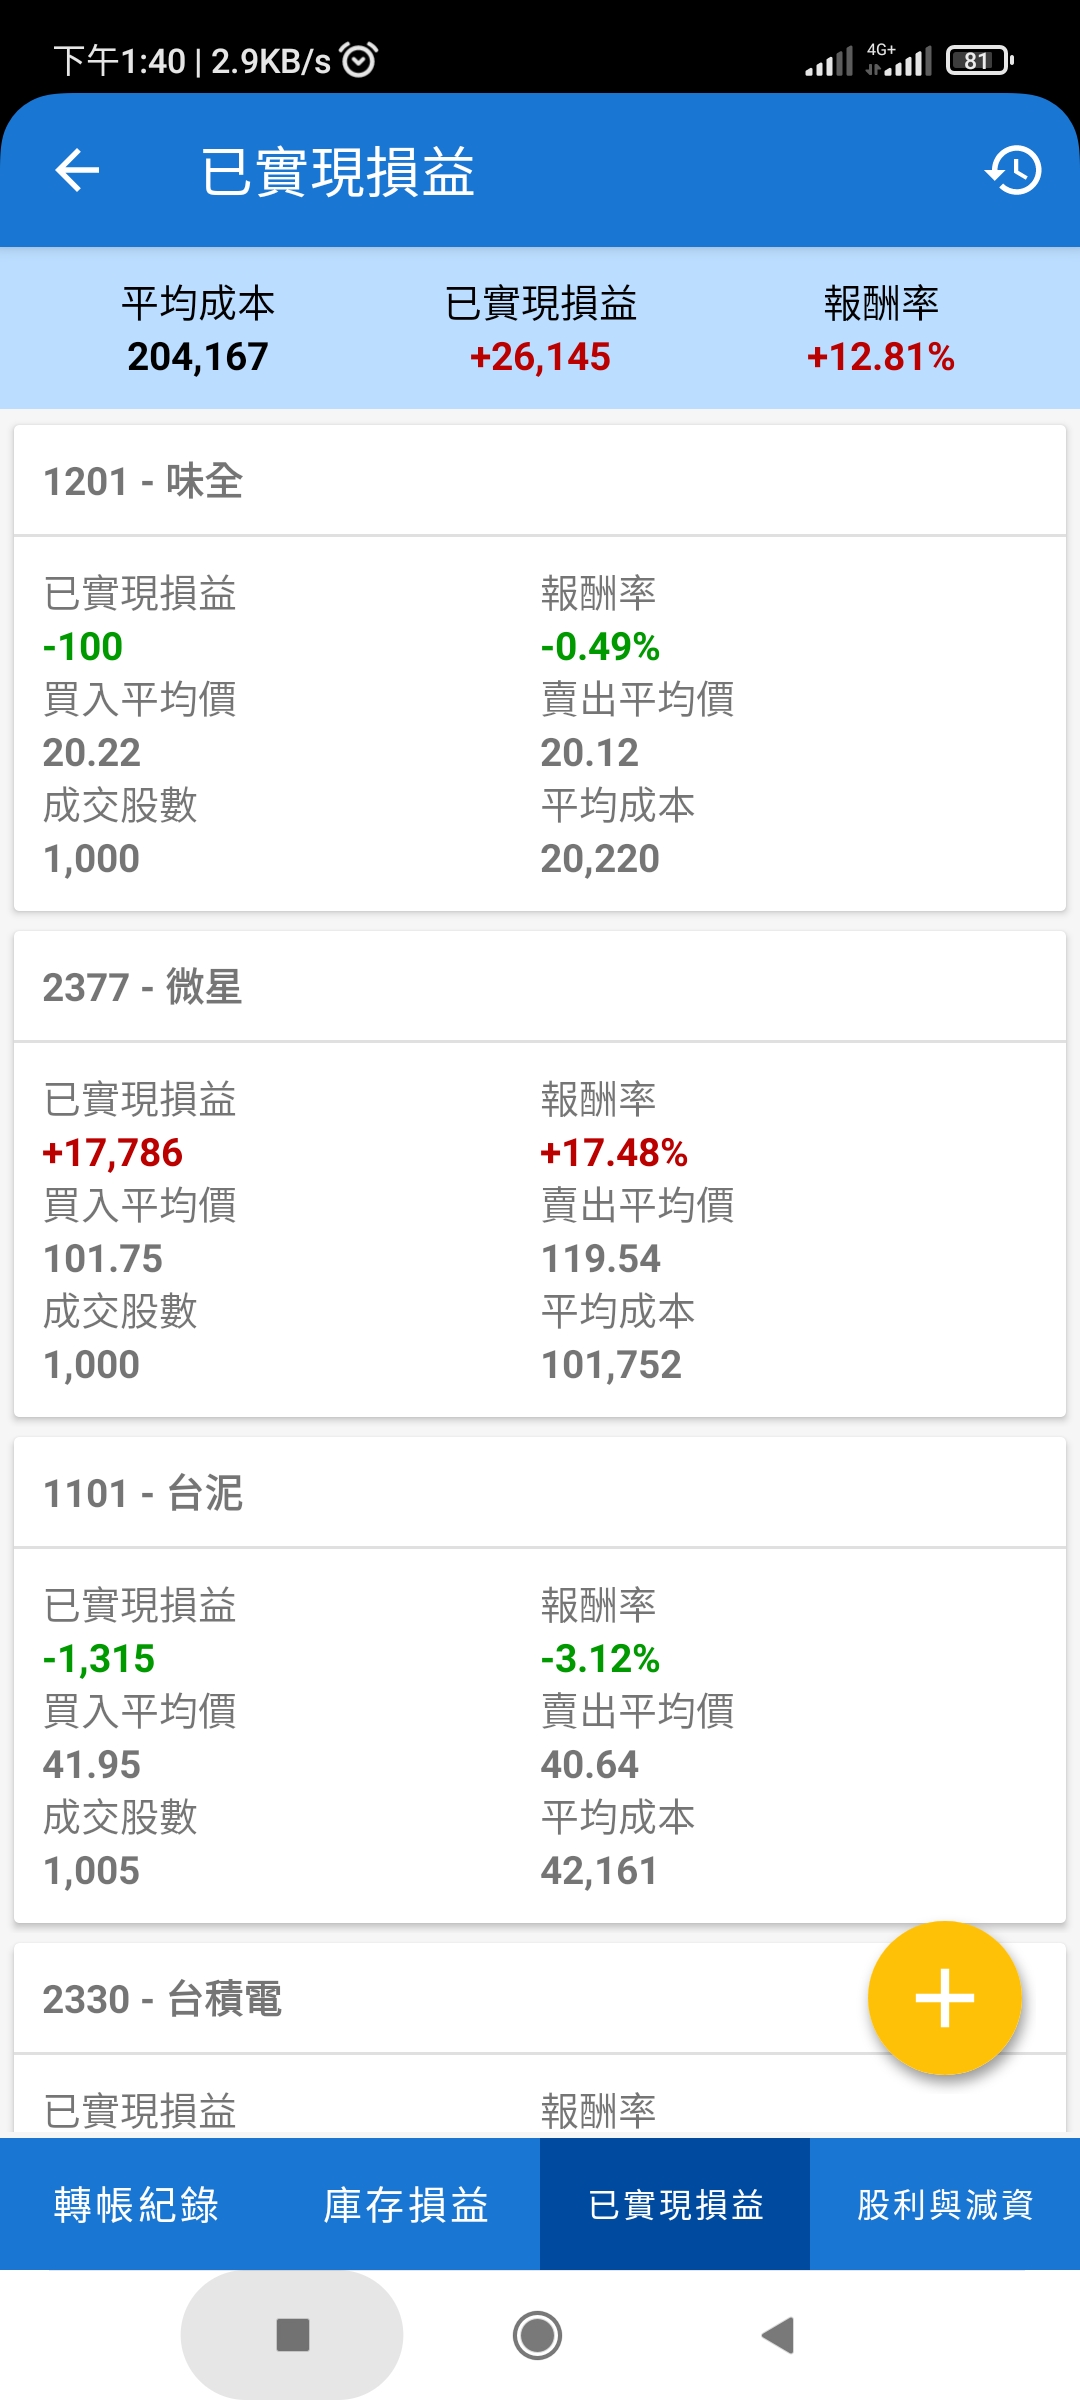 下午1:40 | 2.9KB/s
4G+
81
已實現損益
平均成本 已實現損益 報酬率
204,167 +26,145 +12.81%
1201 - 味全
已實現損益 報酬率
-100 -0.49%
買入平均價 賣出平均價
20.22 20.12
成交股數 平均成本
1,000 20,220
2377 - 微星
已實現損益 報酬率
+17,786 +17.48%
買入平均價 賣出平均價
101.75 119.54
成交股數 平均成本
1,000 101,752
1101 - 台泥
已實現損益 報酬率
-1,315 -3.12%
買入平均價 賣出平均價
41.95 40.64
成交股數 平均成本
1,005 42,161
2330 - 台積電
已實現損益 報酬率
轉帳紀錄 庫存損益 已實現損益 股利與減資